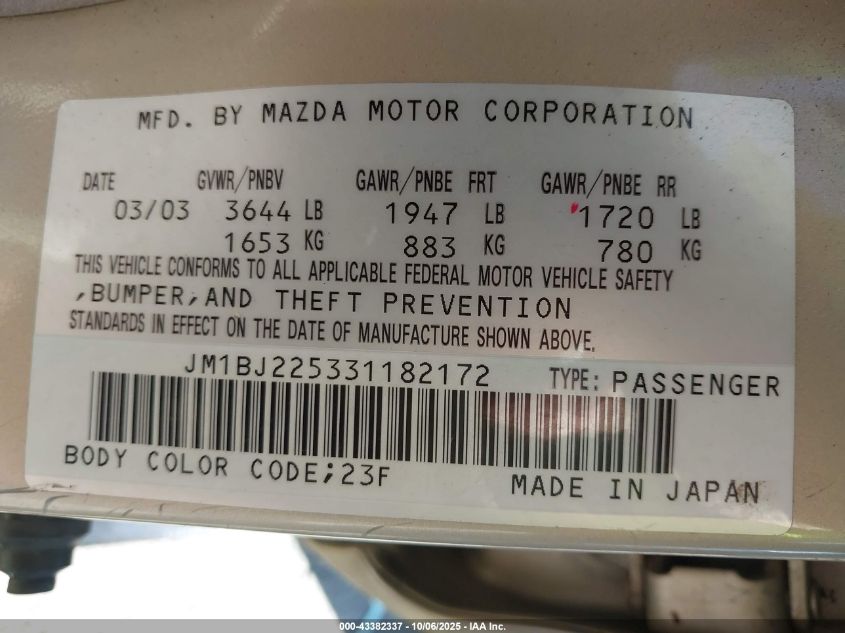 MFD. BY MAZDA MOTOR CORPORATION
DATE GVWR/PNBV GAWR/PNBE FRT GAWR/PNBE RR
03/03 3644 LB 1947 LB 1720 LB
1653 KG 883 KG 780 KG
THIS VEHICLE CONFORMS TO ALL APPLICABLE FEDERAL MOTOR VEHICLE SAFETY
,BUMPER,AND THEFT PREVENTION
STANDARDS IN EFFECT ON THE DATE OF MANUFACTURE SHOWN ABOVE.
JM1BJ225331182172 TYPE: PASSENGER
BODY COLOR CODE;23F
MADE IN JAPAN
000-43382337 - 10/06/2025 - IAA Inc.